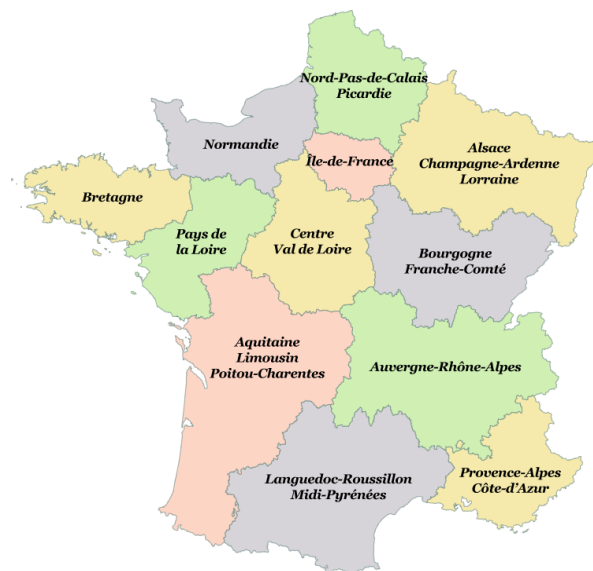 Nord-Pas-de-Calais
Picardie
Normandie
Île-de-France
Alsace
Champagne-Ardenne
Lorraine
Bretagne
Pays de
la Loire
Centre
Val de Loire
Bourgogne
Franche-Comté
Aquitaine
Limousin
Poitou-Charentes
Auvergne-Rhône-Alpes
Languedoc-Roussillon
Midi-Pyrénées
Provence-Alpes
Côte-d'Azur